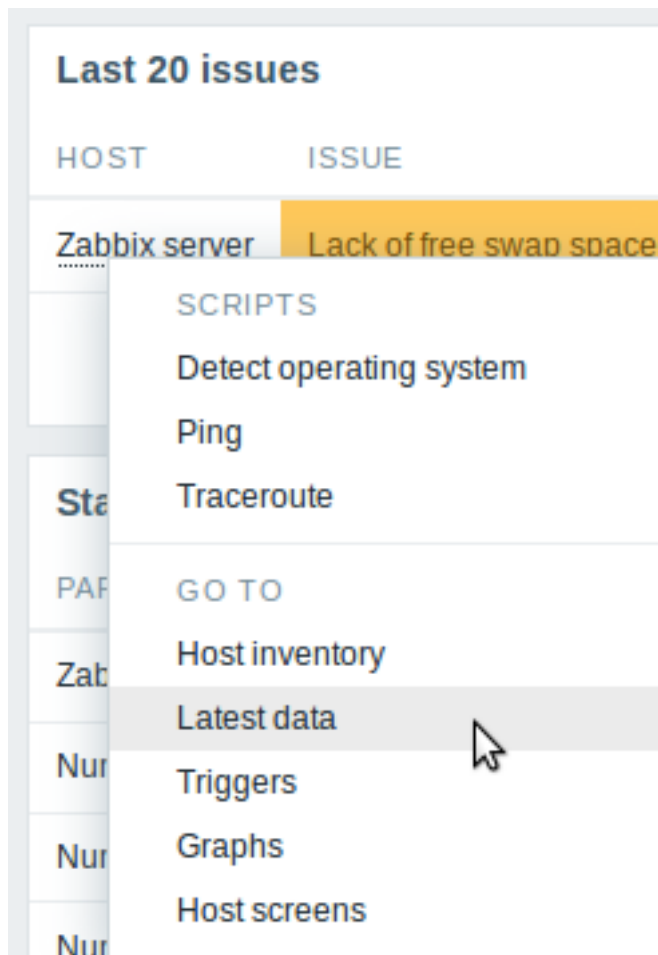 Last 20 issues
HOST ISSUE
Zabbix server Lack of free swap space
SCRIPTS
Detect operating system
Ping
Traceroute
GO TO
Host inventory
Latest data
Triggers
Graphs
Host screens